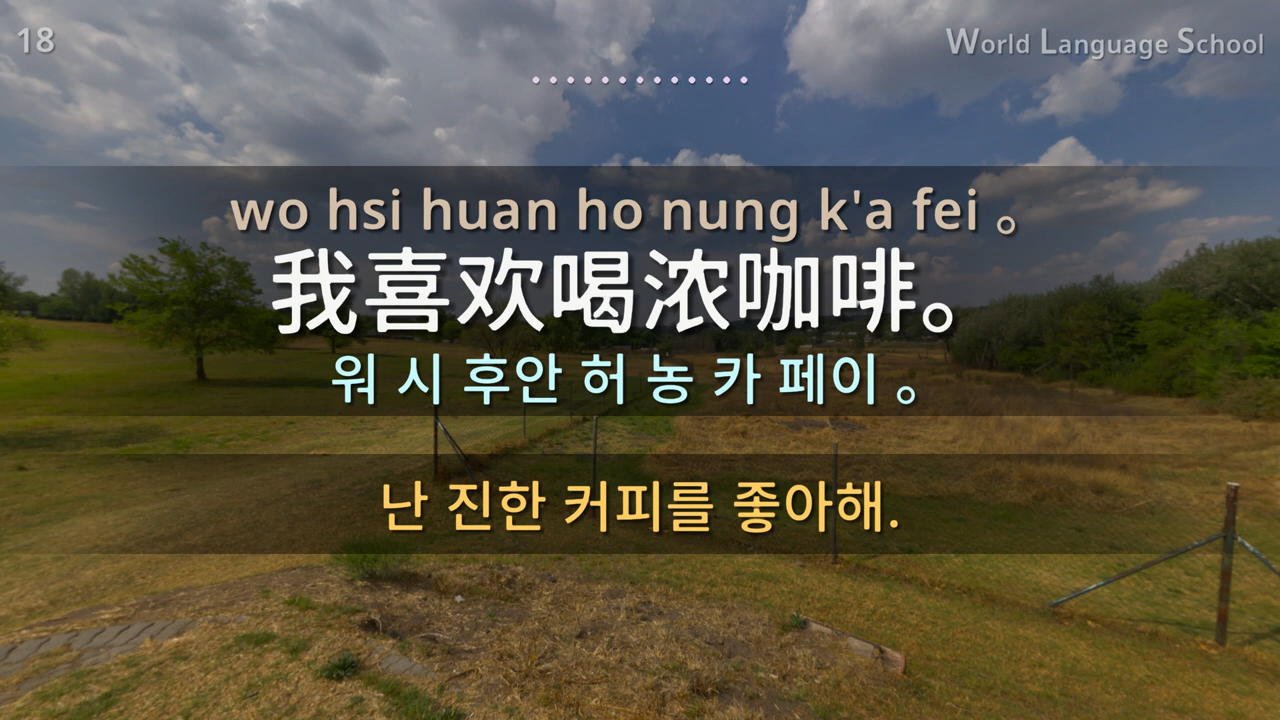 18
World Language School
wo hsi huan ho nung k'a fei 。
我喜欢喝浓咖啡。
워 시 후안 허 농 카 페이 。
난 진한 커피를 좋아해.